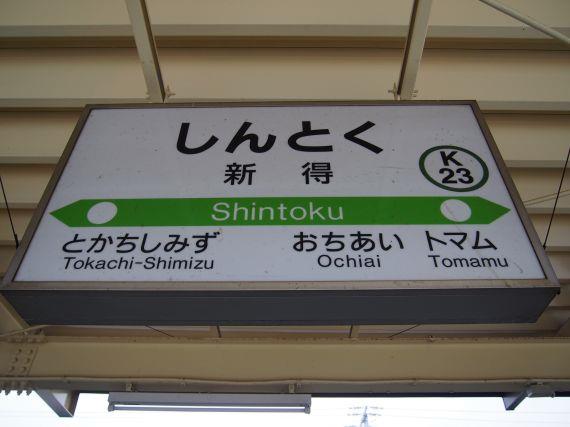 しんとく
新得
K
23
Shintoku
とかちしみず おちあい トマム
Tokachi-Shimizu Ochiai Tomamu